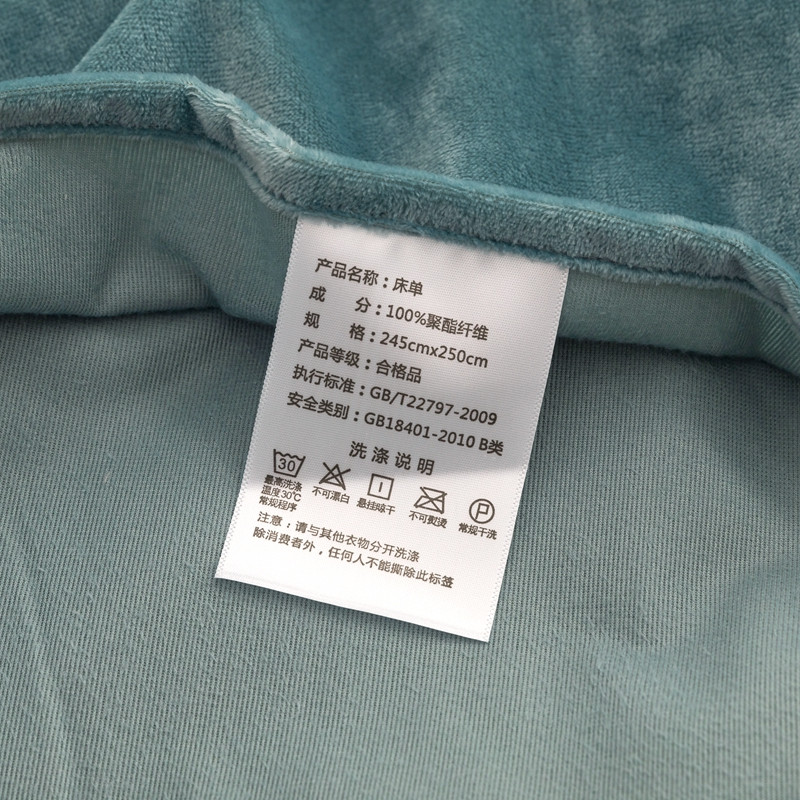 产品名称：床单
成 分：100%聚酯纤维
规 格：245cmx250cm
产品等级：合格品
执行标准：GB/T22797-2009
安全类别：GB18401-2010 B类
洗涤说明
30 P
最高洗涤 不可漂白 悬挂晾干 不可熨烫 常规干洗
温度30℃
常规程序
注意：请与其他衣物分开洗涤
除消费者外，任何人不能撕除此标签